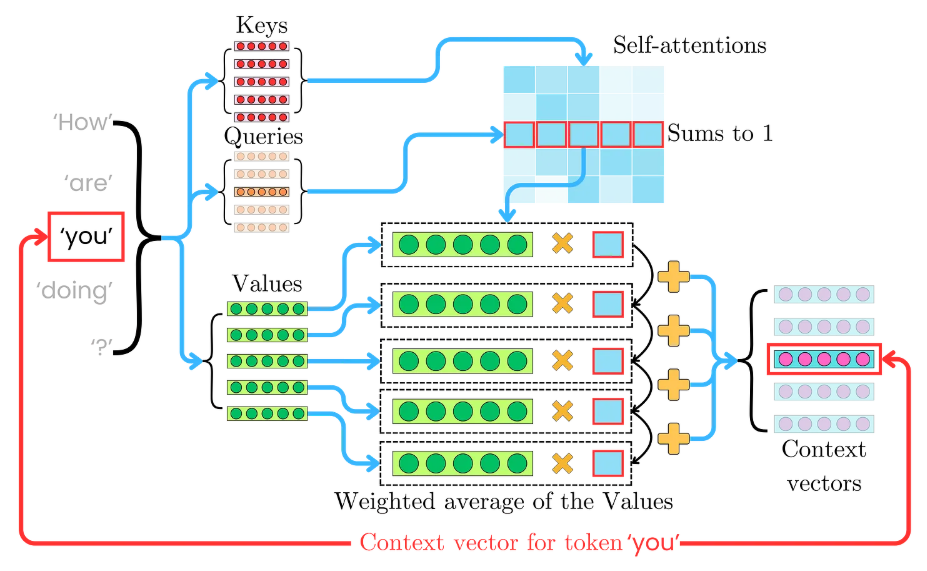 Keys
Self-attentions
‘How’
Queries
Sums to 1
‘are’
‘you’
Values
‘doing’
‘?’
Context
vectors
Weighted average of the Values
Context vector for token ‘you’